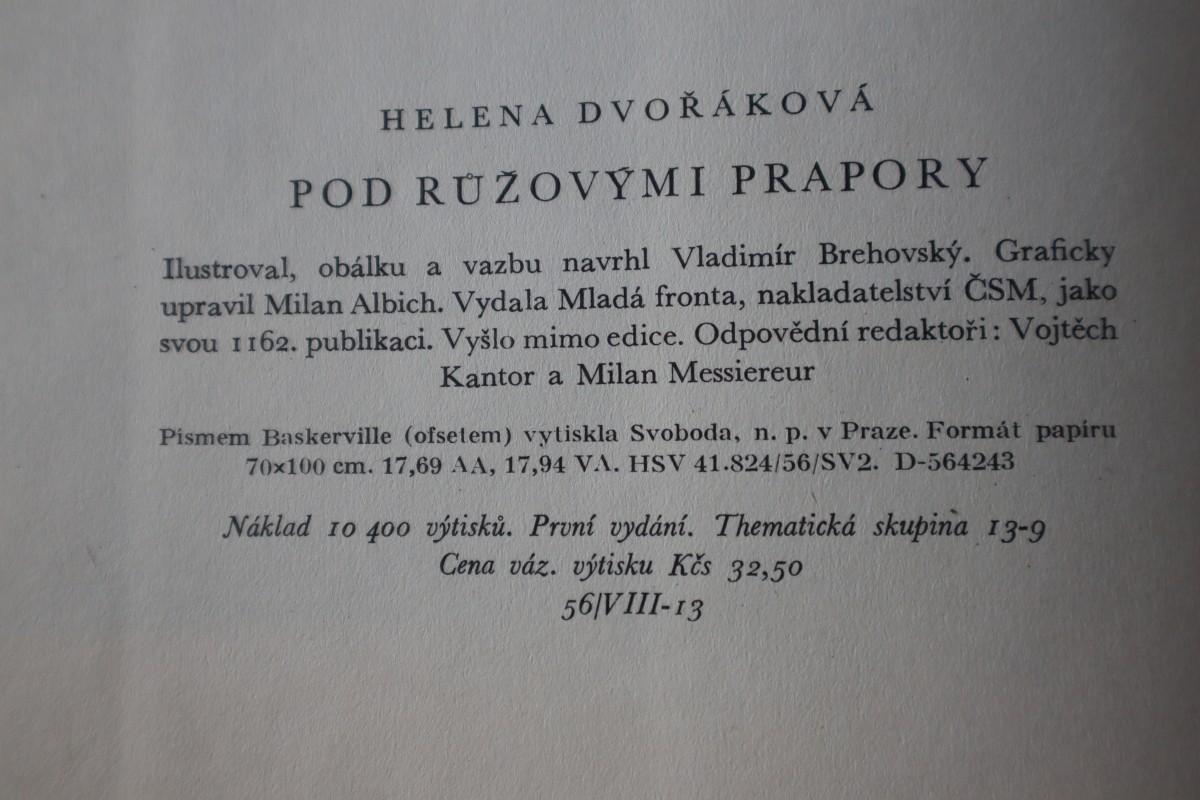 HELENA DVOŘÁKOVÁ
POD RŮŽOVÝMI PRAPORY
Ilustroval, obálku a vazbu navrhl Vladimír Brehovský. Graficky
upravil Milan Albich. Vydala Mladá fronta, nakladatelství ČSM, jako
svou 1162. publikaci. Vyšlo mimo edice. Odpovědní redaktoři: Vojtěch
Kantor a Milan Messiereur
Písmem Baskerville (ofsetem) vytiskla Svoboda, n. p. v Praze. Formát papíru
70×100 cm. 17,69 AA, 17,94 VA. HSV 41.824/56/SV2. D-564243
Náklad 10 400 výtisků. První vydání. Thematická skupina 13-9
Cena váz. výtisku Kčs 32,50
56/VIII-13